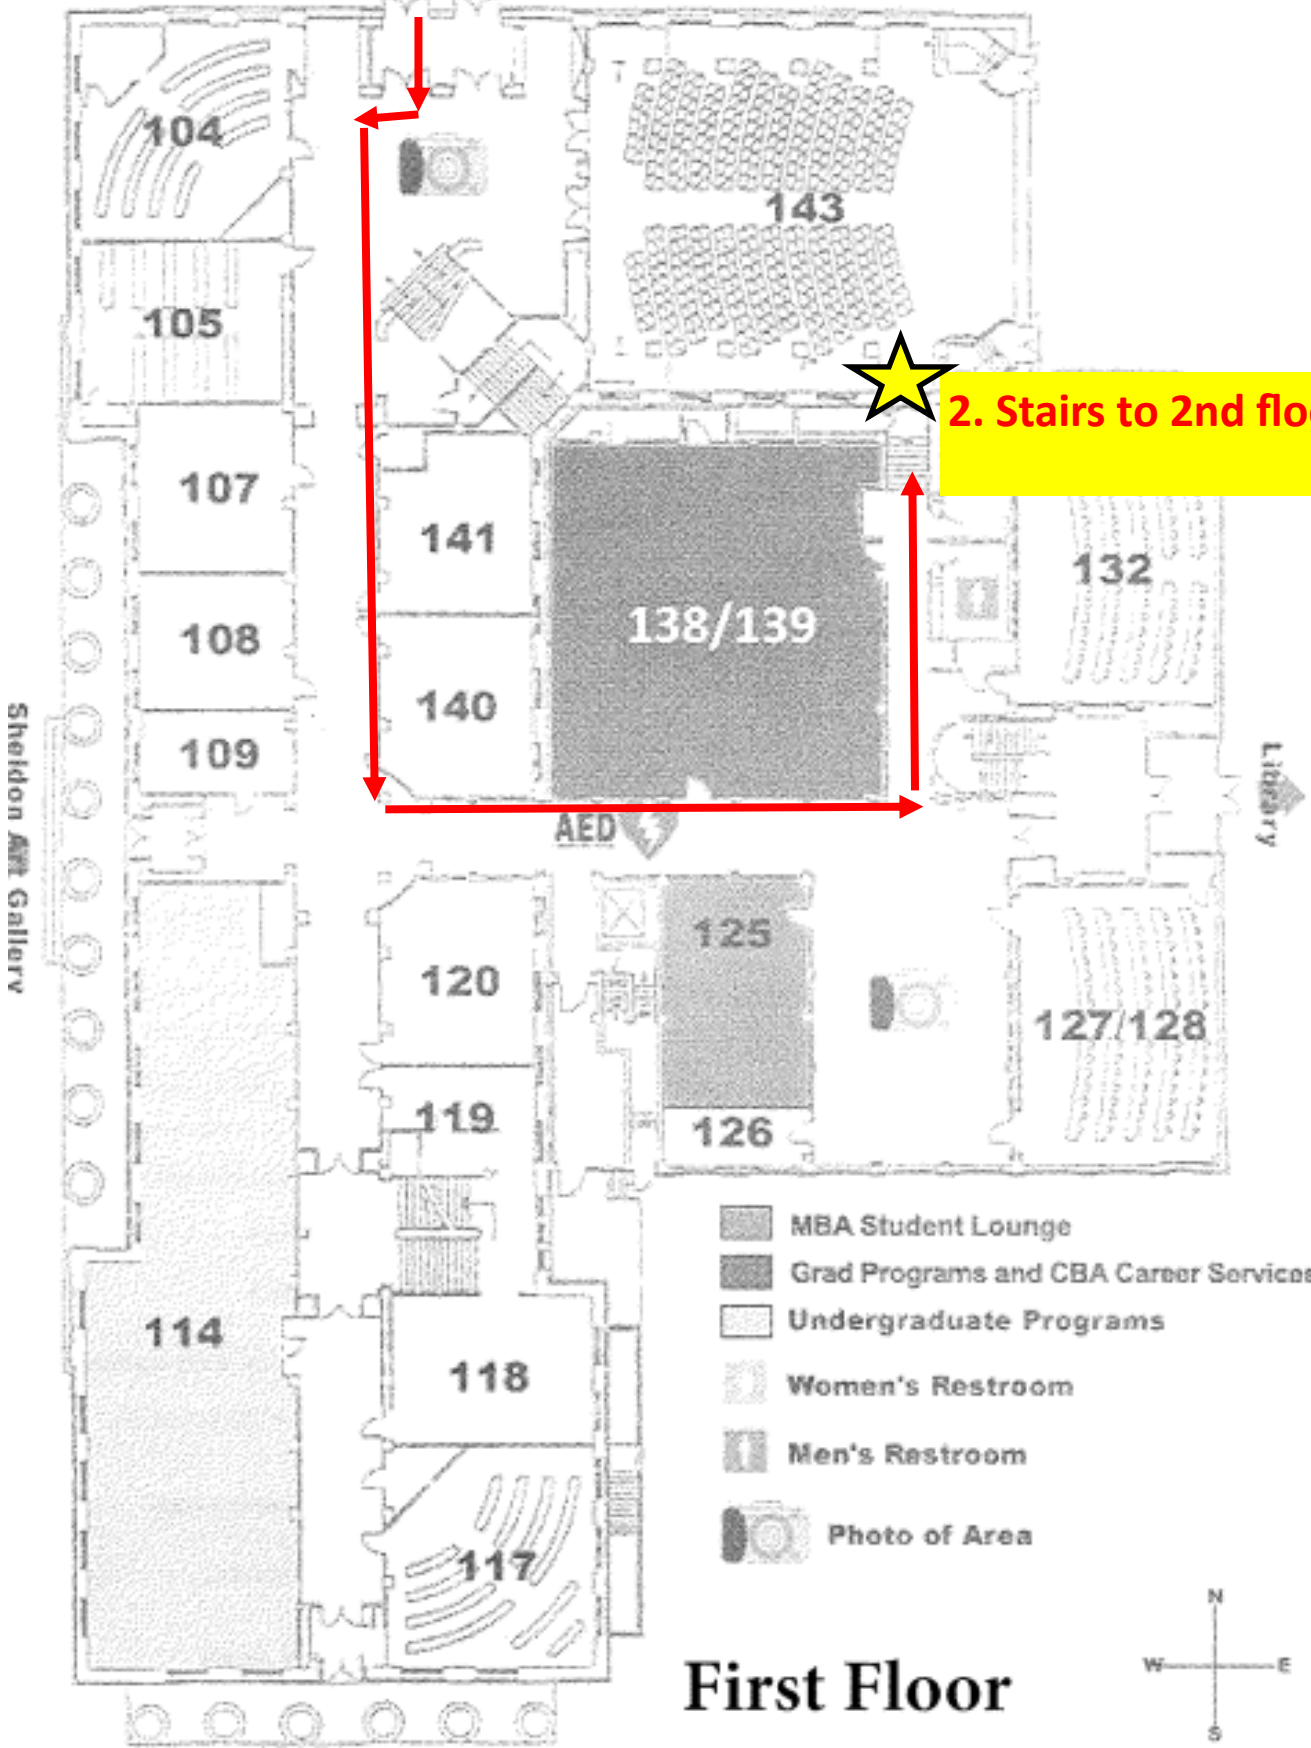 104
143
105
2. Stairs to 2nd floo
107
141
132
138/139
108
140
109
Sheldon Art Gallery
Library
AED
125
120
127/128
119
126
MBA Student Lounge
Grad Programs and CBA Career Services
114
Undergraduate Programs
118
Women's Restroom
Men's Restroom
Photo of Area
117
N
W
E
S
First Floor